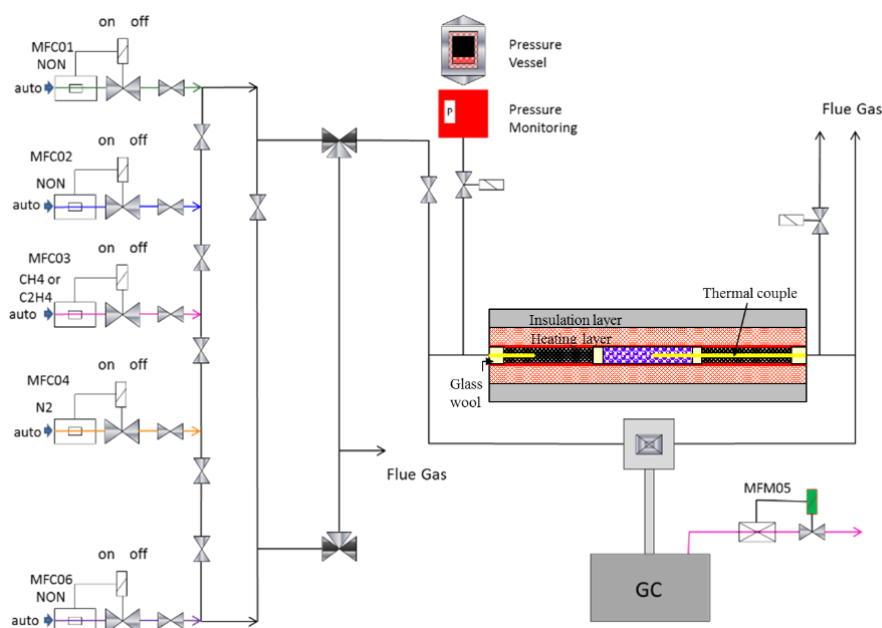 on off
MFC01
NON
auto
on off
MFC02
NON
auto
on off
MFC03
CH4 or
C2H4
auto
on off
MFC04
N2
auto
on off
MFC06
NON
auto
Pressure
Vessel
P
Pressure
Monitoring
Flue Gas
Thermal couple
Insulation layer
Heating layer
Glass
wool
Flue Gas
MFM05
GC